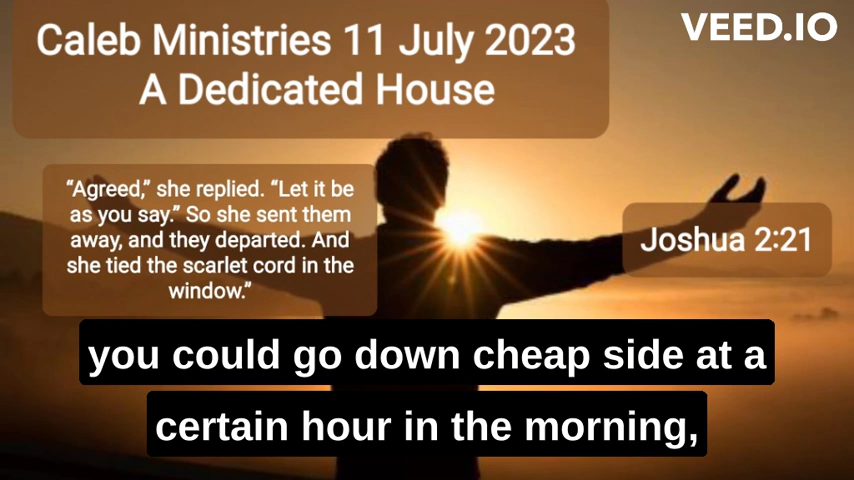 Caleb Ministries 11 July 2023
A Dedicated House
VEED.IO
“Agreed,” she replied. “Let it be
as you say.” So she sent them
away, and they departed. And
she tied the scarlet cord in the
window.”
Joshua 2:21
you could go down cheap side at a
certain hour in the morning,